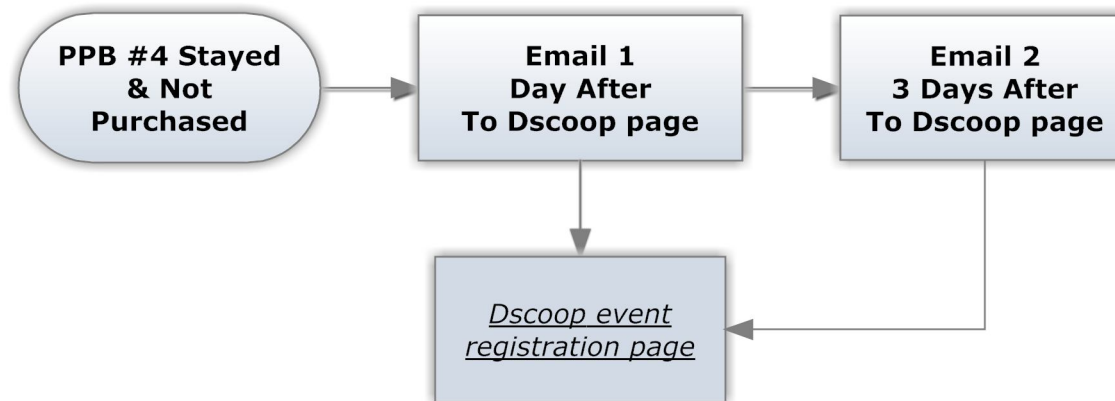 PPB #4 Stayed
& Not
Purchased
Email 1
Day After
To Dscoop page
Email 2
3 Days After
To Dscoop page
Dscoop event
registration page